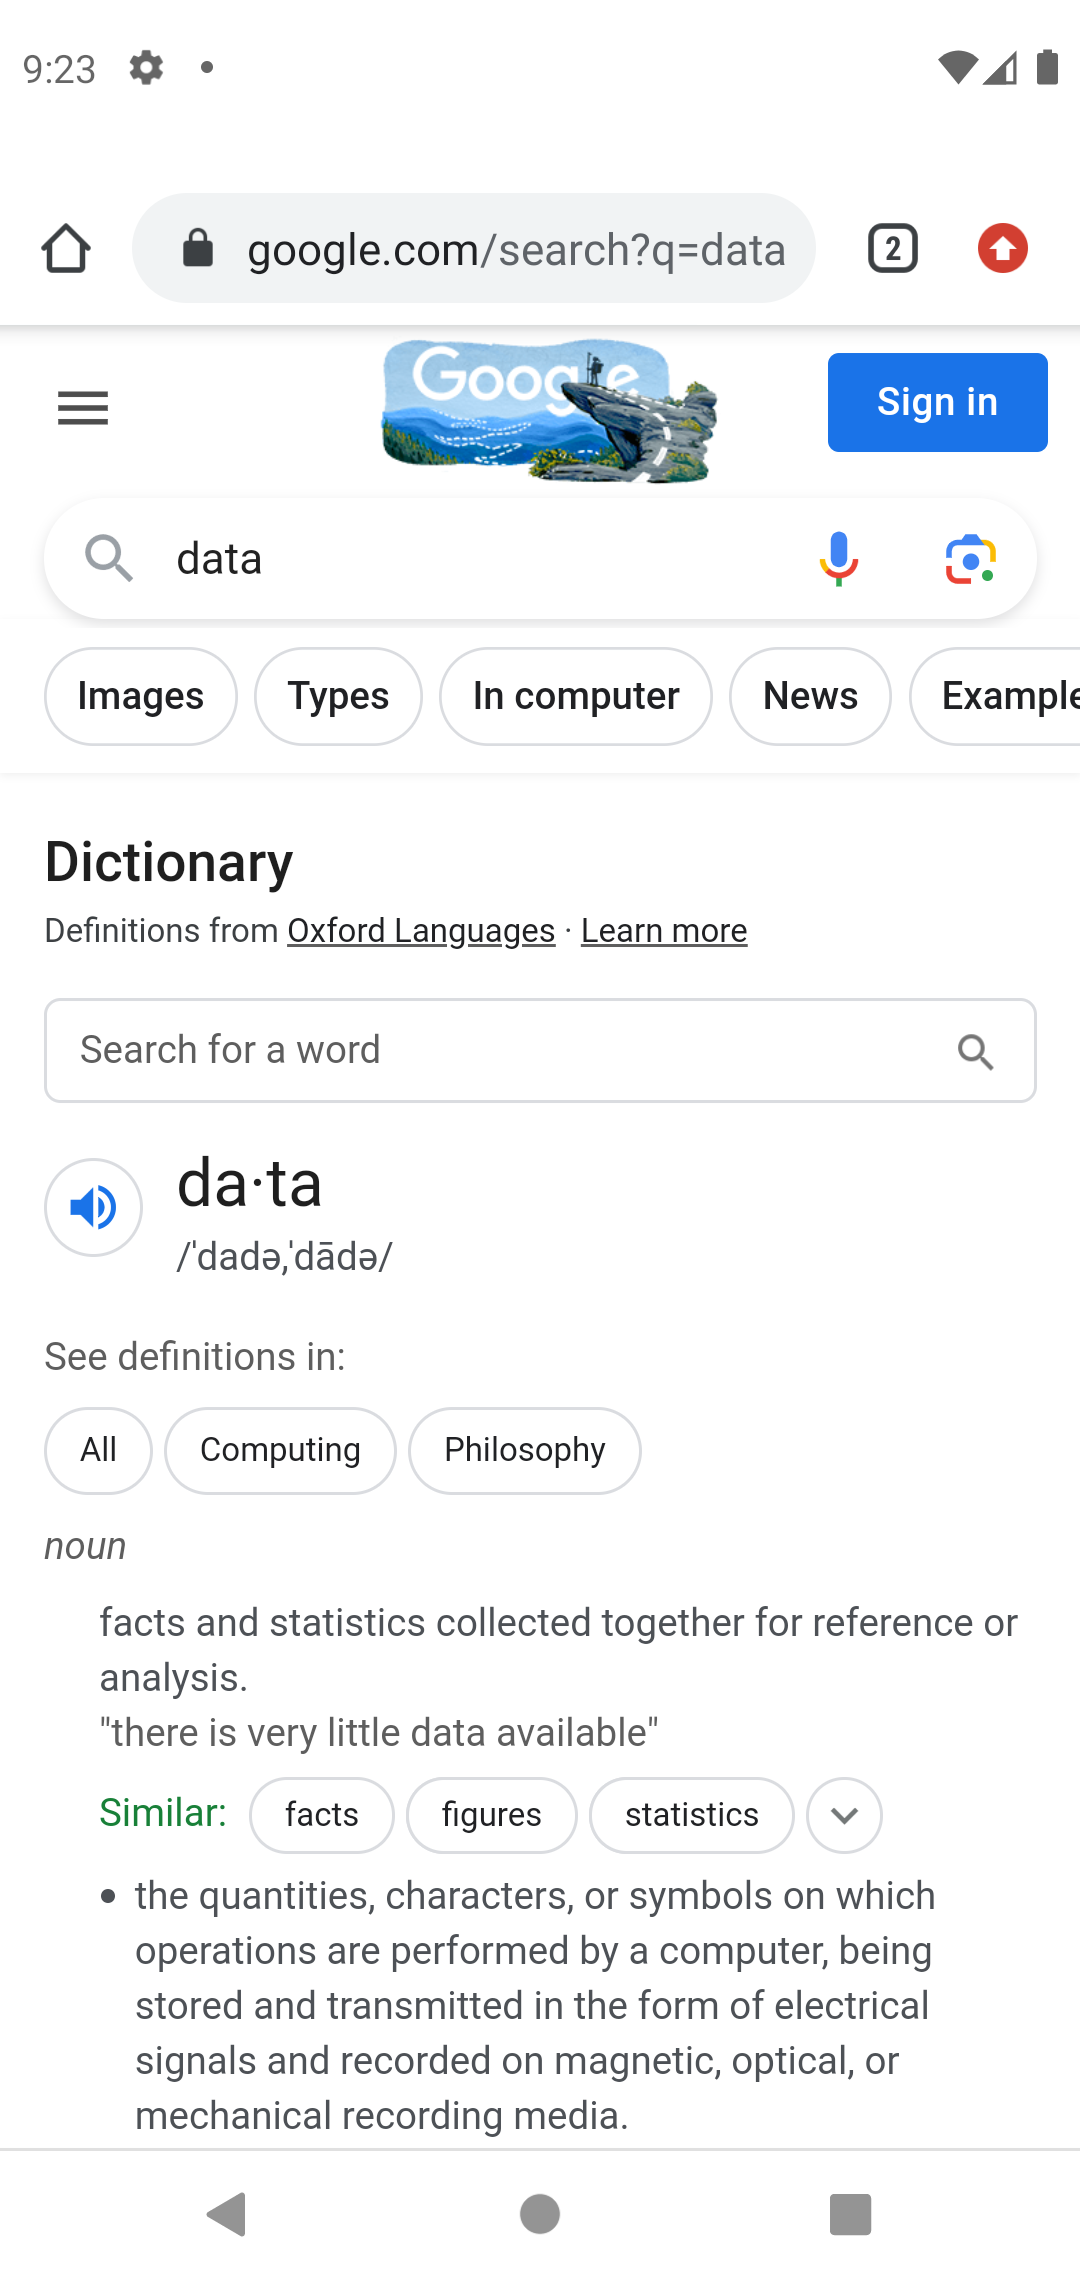 9:23
google.com/search?q=data
2
Google
Sign in
data
Images
Types
In computer
News
Example
Dictionary
Definitions from Oxford Languages · Learn more
Search for a word
da·ta
/ˈdadə,ˈdādə/
See definitions in:
All
Computing
Philosophy
noun
facts and statistics collected together for reference or
analysis.
"there is very little data available"
Similar:
facts
figures
statistics
• the quantities, characters, or symbols on which
operations are performed by a computer, being
stored and transmitted in the form of electrical
signals and recorded on magnetic, optical, or
mechanical recording media.